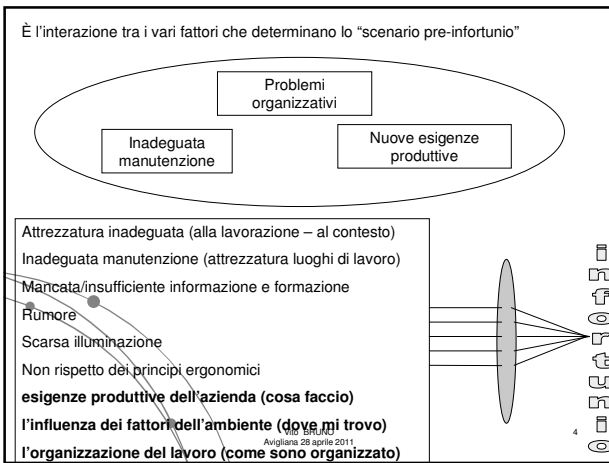 È l'interazione tra i vari fattori che determinano lo “scenario pre-infortunio”
Problemi
organizzativi
Inadeguata
manutenzione
Nuove esigenze
produttive
Attrezzatura inadeguata (alla lavorazione – al contesto)
Inadeguata manutenzione (attrezzatura luoghi di lavoro)
Mancata/insufficiente informazione e formazione
Rumore
Scarsa illuminazione
Non rispetto dei principi ergonomici
esigenze produttive dell'azienda (cosa faccio)
l'influenza dei fattori dell'ambiente (dove mi trovo)
l'organizzazione del lavoro (come sono organizzato)
infortunio
Vito BRUNO
Avigliana 28 aprile 2011
4